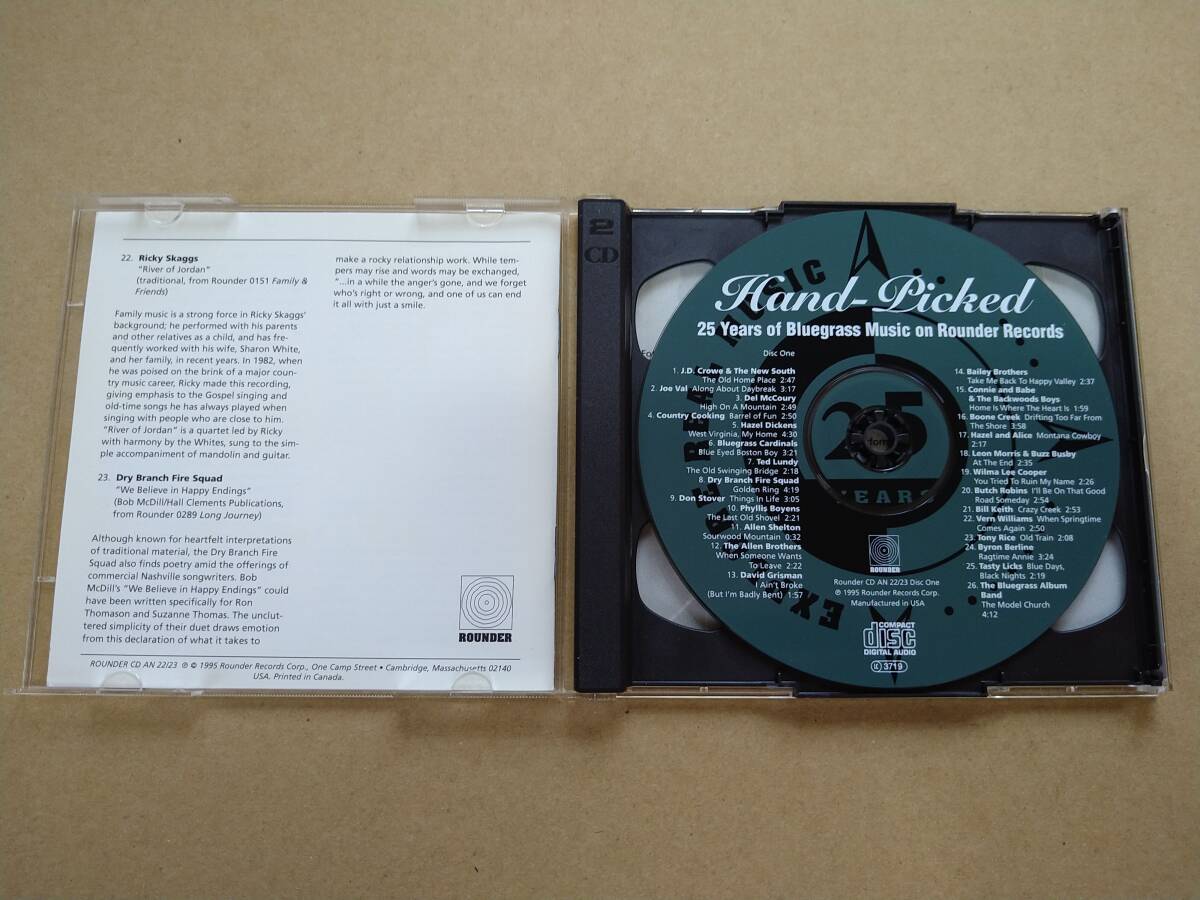 22. Ricky Skaggs
"River of Jordan"
(traditional, from Rounder 0151 Family &
Friends)
Family music is a strong force in Ricky Skaggs'
background; he performed with his parents
and other relatives as a child, and has fre-
quently worked with his wife, Sharon White,
and her family, in recent years. In 1982, when
he was poised on the brink of a major coun-
try music career, Ricky made this recording,
giving emphasis to the Gospel singing and
old-time songs he has always played when
singing with people who are close to him.
"River of Jordan" is a quartet led by Ricky
with harmony by the Whites, sung to the sim-
ple accompaniment of mandolin and guitar.
23. Dry Branch Fire Squad
"We Believe in Happy Endings"
(Bob McDill/Hall Clements Publications,
from Rounder 0289 Long Journey)
Although known for heartfelt interpretations
of traditional material, the Dry Branch Fire
Squad also finds poetry amid the offerings of
commercial Nashville songwriters. Bob
McDill's "We Believe in Happy Endings" could
have been written specifically for Ron
Thomason and Suzanne Thomas. The unclut-
tered simplicity of their duet draws emotion
from this declaration of what it takes to
make a rocky relationship work. While tem-
pers may rise and words may be exchanged,
"...in a while the anger's gone, and we forget
who's right or wrong, and one of us can end
it all with just a smile.
ROUNDER
ROUNDER CD AN 22/23 ℗ © 1995 Rounder Records Corp., One Camp Street • Cambridge, Massachusetts 02140
USA. Printed in Canada.
2
CD
Hand-Picked
25 Years of Bluegrass Music on Rounder Records
Disc One
1. J.D. Crowe & The New South
The Old Home Place 2:47
2. Joe Val Along About Daybreak 3:17
3. Del McCoury
High On A Mountain 2:49
4. Country Cooking Barrel of Fun 2:50
5. Hazel Dickens
West Virginia, My Home 4:30
6. Bluegrass Cardinals
Blue Eyed Boston Boy 3:21
7. Ted Lundy
The Old Swinging Bridge 2:18
8. Dry Branch Fire Squad
Golden Ring 4:19
9. Don Stover Things In Life 3:05
10. Phyllis Boyens
The Last Old Shovel 2:21
11. Allen Shelton
Sourwood Mountain 0:32
12. The Allen Brothers
When Someone Wants
To Leave 2:22
13. David Grisman
I Ain't Broke
(But I'm Badly Bent) 1:57
14. Bailey Brothers
Take Me Back To Happy Valley 2:37
15. Connie and Babe
& The Backwoods Boys
Home Is Where The Heart Is 1:59
16. Boone Creek Drifting Too Far From
The Shore 3:58
17. Hazel and Alice Montana Cowboy
2:17
18. Leon Morris & Buzz Busby
At The End 2:35
19. Wilma Lee Cooper
You Tried To Ruin My Name 2:26
20. Butch Robins I'll Be On That Good
Road Someday 2:54
21. Bill Keith Crazy Creek 2:53
22. Vern Williams When Springtime
Comes Again 2:50
23. Tony Rice Old Train 2:08
24. Byron Berline
Ragtime Annie 3:24
25. Tasty Licks Blue Days,
Black Nights 2:19
26. The Bluegrass Album
Band
The Model Church
4:12
25
YEARS
ROUNDER
Rounder CD AN 22/23 Disc One
℗ 1995 Rounder Records Corp.
Manufactured in USA
COMPACT
disc
DIGITAL AUDIO
3719